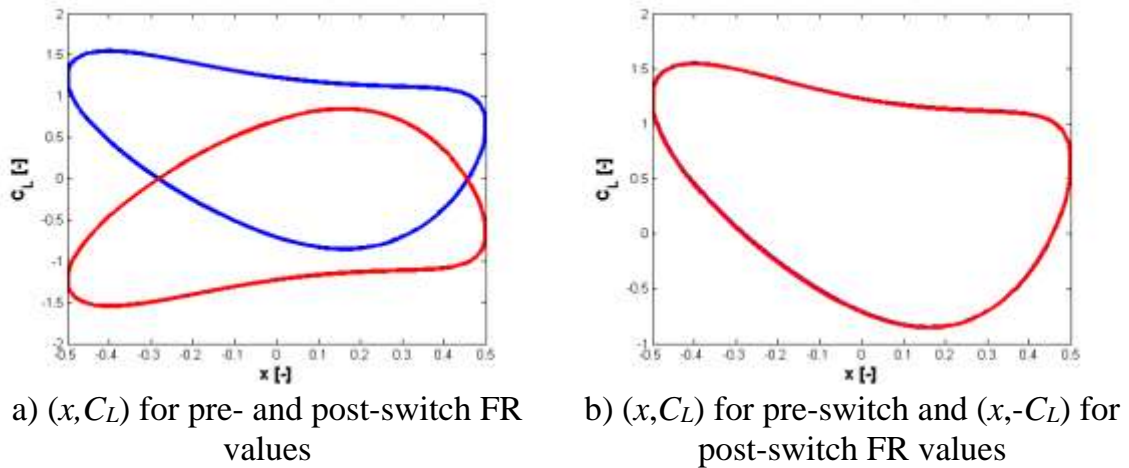 2
1.5
1
0.5
0
-0.5
-1
-1.5
-2
C_L [-]
-0.5 -0.4 -0.3 -0.2 -0.1 0 0.1 0.2 0.3 0.4 0.5
x [-]
a) (x,C_L) for pre- and post-switch FR
values
2
1.5
1
0.5
0
-0.5
-1
C_L [-]
-0.5 -0.4 -0.3 -0.2 -0.1 0 0.1 0.2 0.3 0.4 0.5
x [-]
b) (x,C_L) for pre-switch and (x,-C_L) for
post-switch FR values